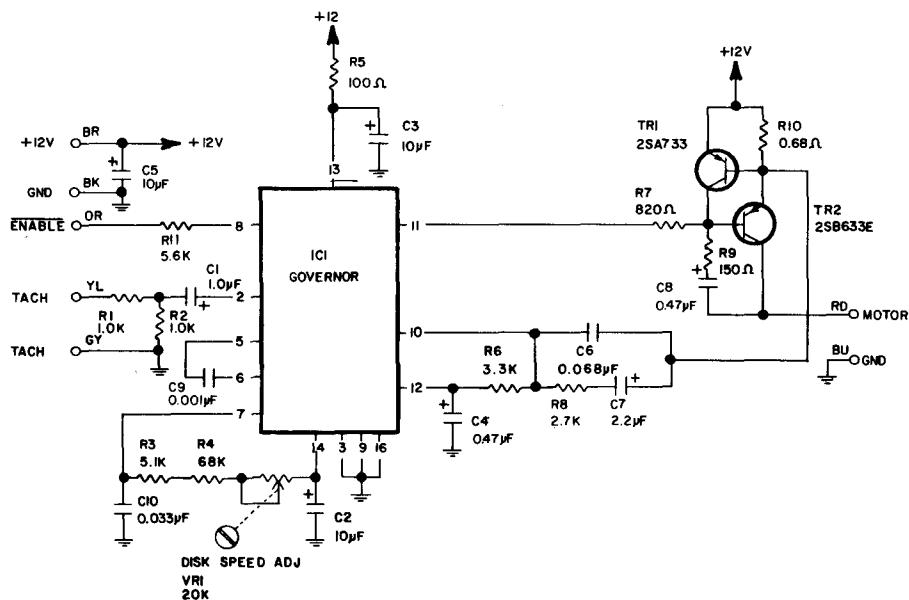 +12
R5
100Ω
+
C3
10µF
13
+12V
BR
+12V
+
C5
10µF
GND
BK
ENABLE
OR
R11
5.6K
8
IC1
GOVERNOR
11
R7
820Ω
+12V
TR1
2SA733
R10
0.68Ω
TR2
2SB633E
R9
150Ω
+
C8
0.47µF
RD
MOTOR
BU
GND
TACH
YL
R1
1.0K
R2
1.0K
C1
1.0µF
+
2
TACH
GY
5
C9
0.001µF
6
7
10
12
R6
3.3K
C6
0.068µF
R8
2.7K
C7
2.2µF
+
+
C4
0.47µF
14
3
9
16
R3
5.1K
R4
68K
C10
0.033µF
+
C2
10µF
DISK SPEED ADJ
VR1
20K